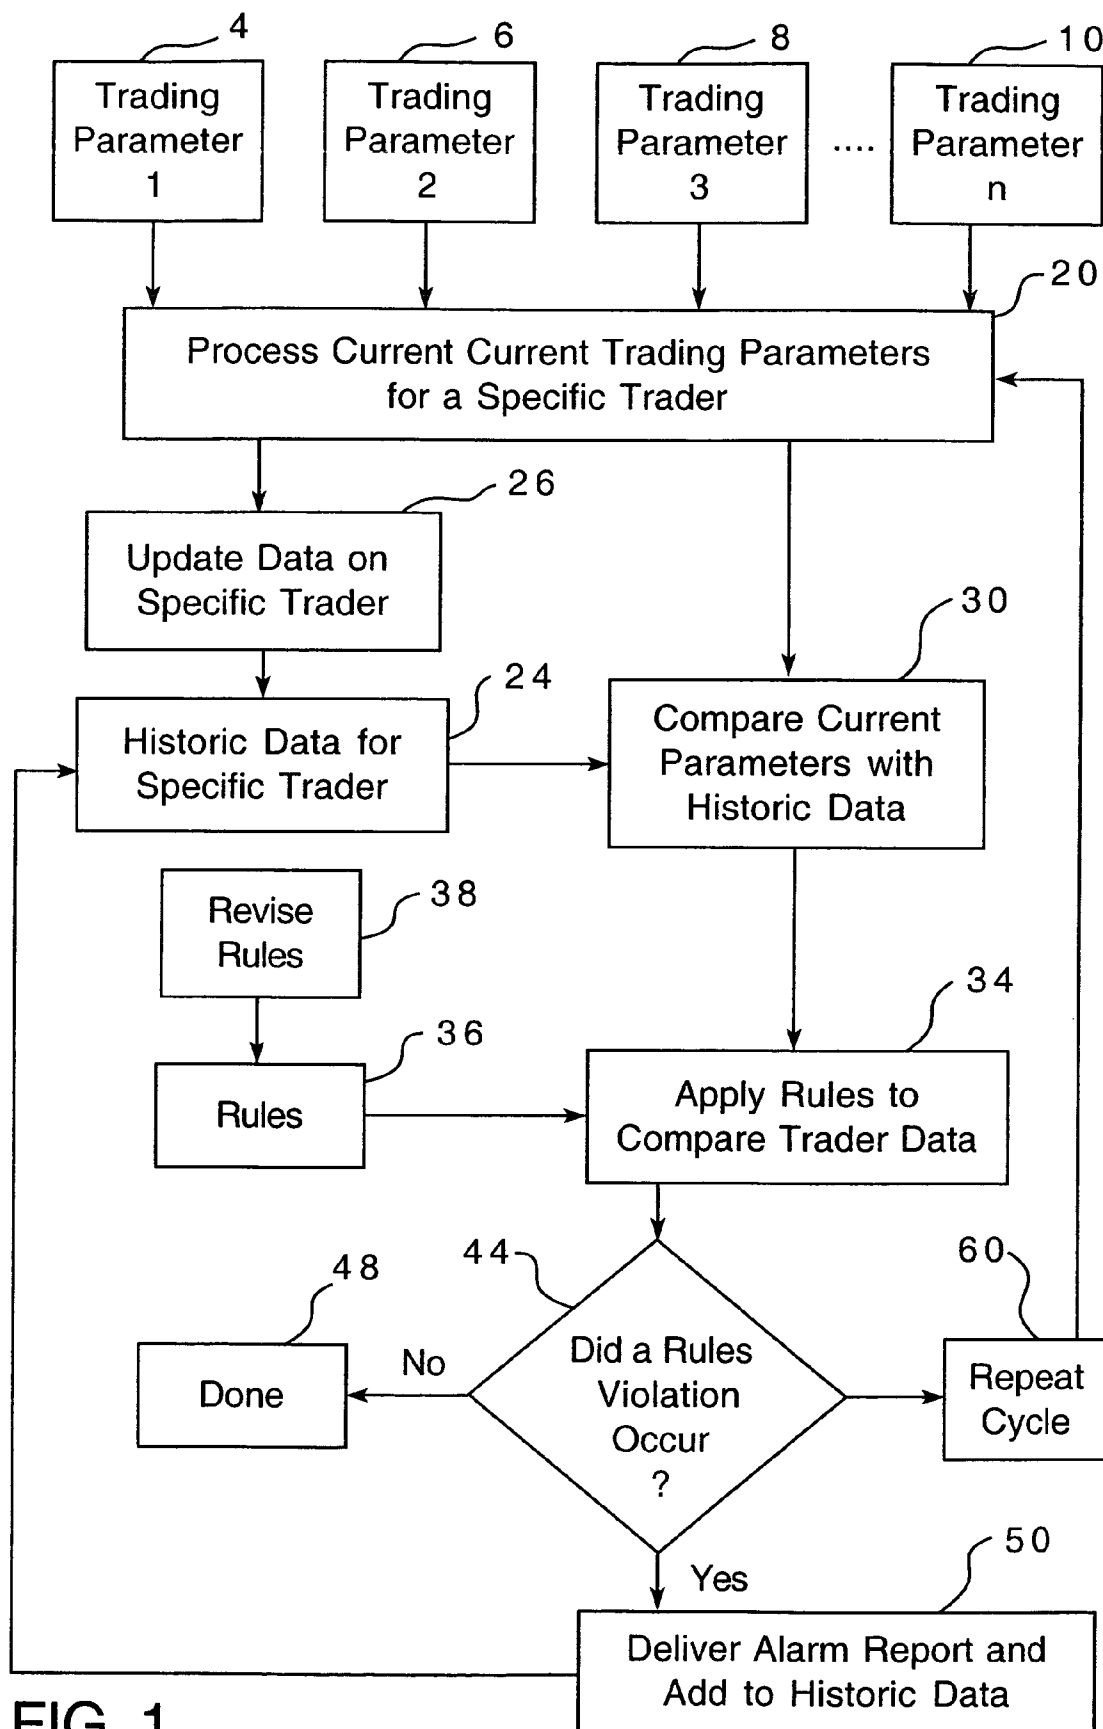 4
6
8
10
Trading
Parameter
1
Trading
Parameter
2
Trading
Parameter
3
....
Trading
Parameter
n
20
Process Current Current Trading Parameters
for a Specific Trader
26
Update Data on
Specific Trader
30
24
Historic Data for
Specific Trader
Compare Current
Parameters with
Historic Data
38
Revise
Rules
34
36
Rules
Apply Rules to
Compare Trader Data
44
60
48
Done
No
Did a Rules
Violation
Occur
?
Repeat
Cycle
Yes
50
Deliver Alarm Report and
Add to Historic Data
FIG. 1